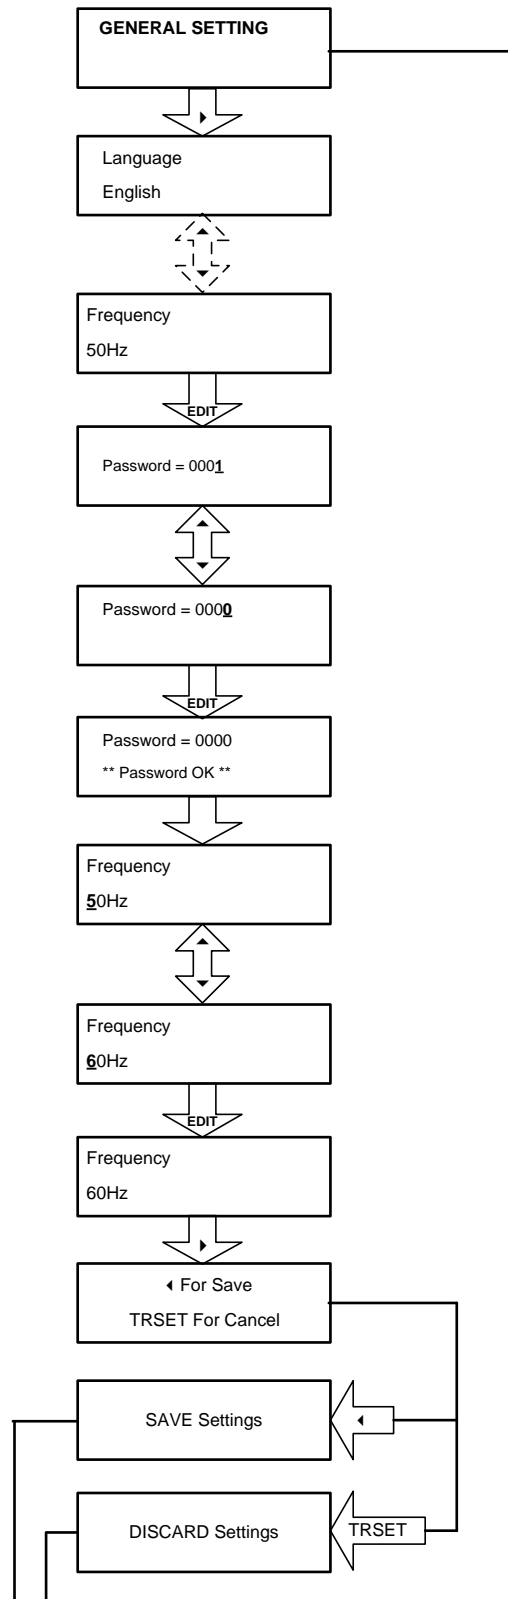 GENERAL SETTING
Language
English
Frequency
50Hz
EDIT
Password = 0001
Password = 0000
EDIT
Password = 0000
** Password OK **
Frequency
50Hz
Frequency
60Hz
EDIT
Frequency
60Hz
For Save
TRSET For Cancel
SAVE Settings
DISCARD Settings
TRSET